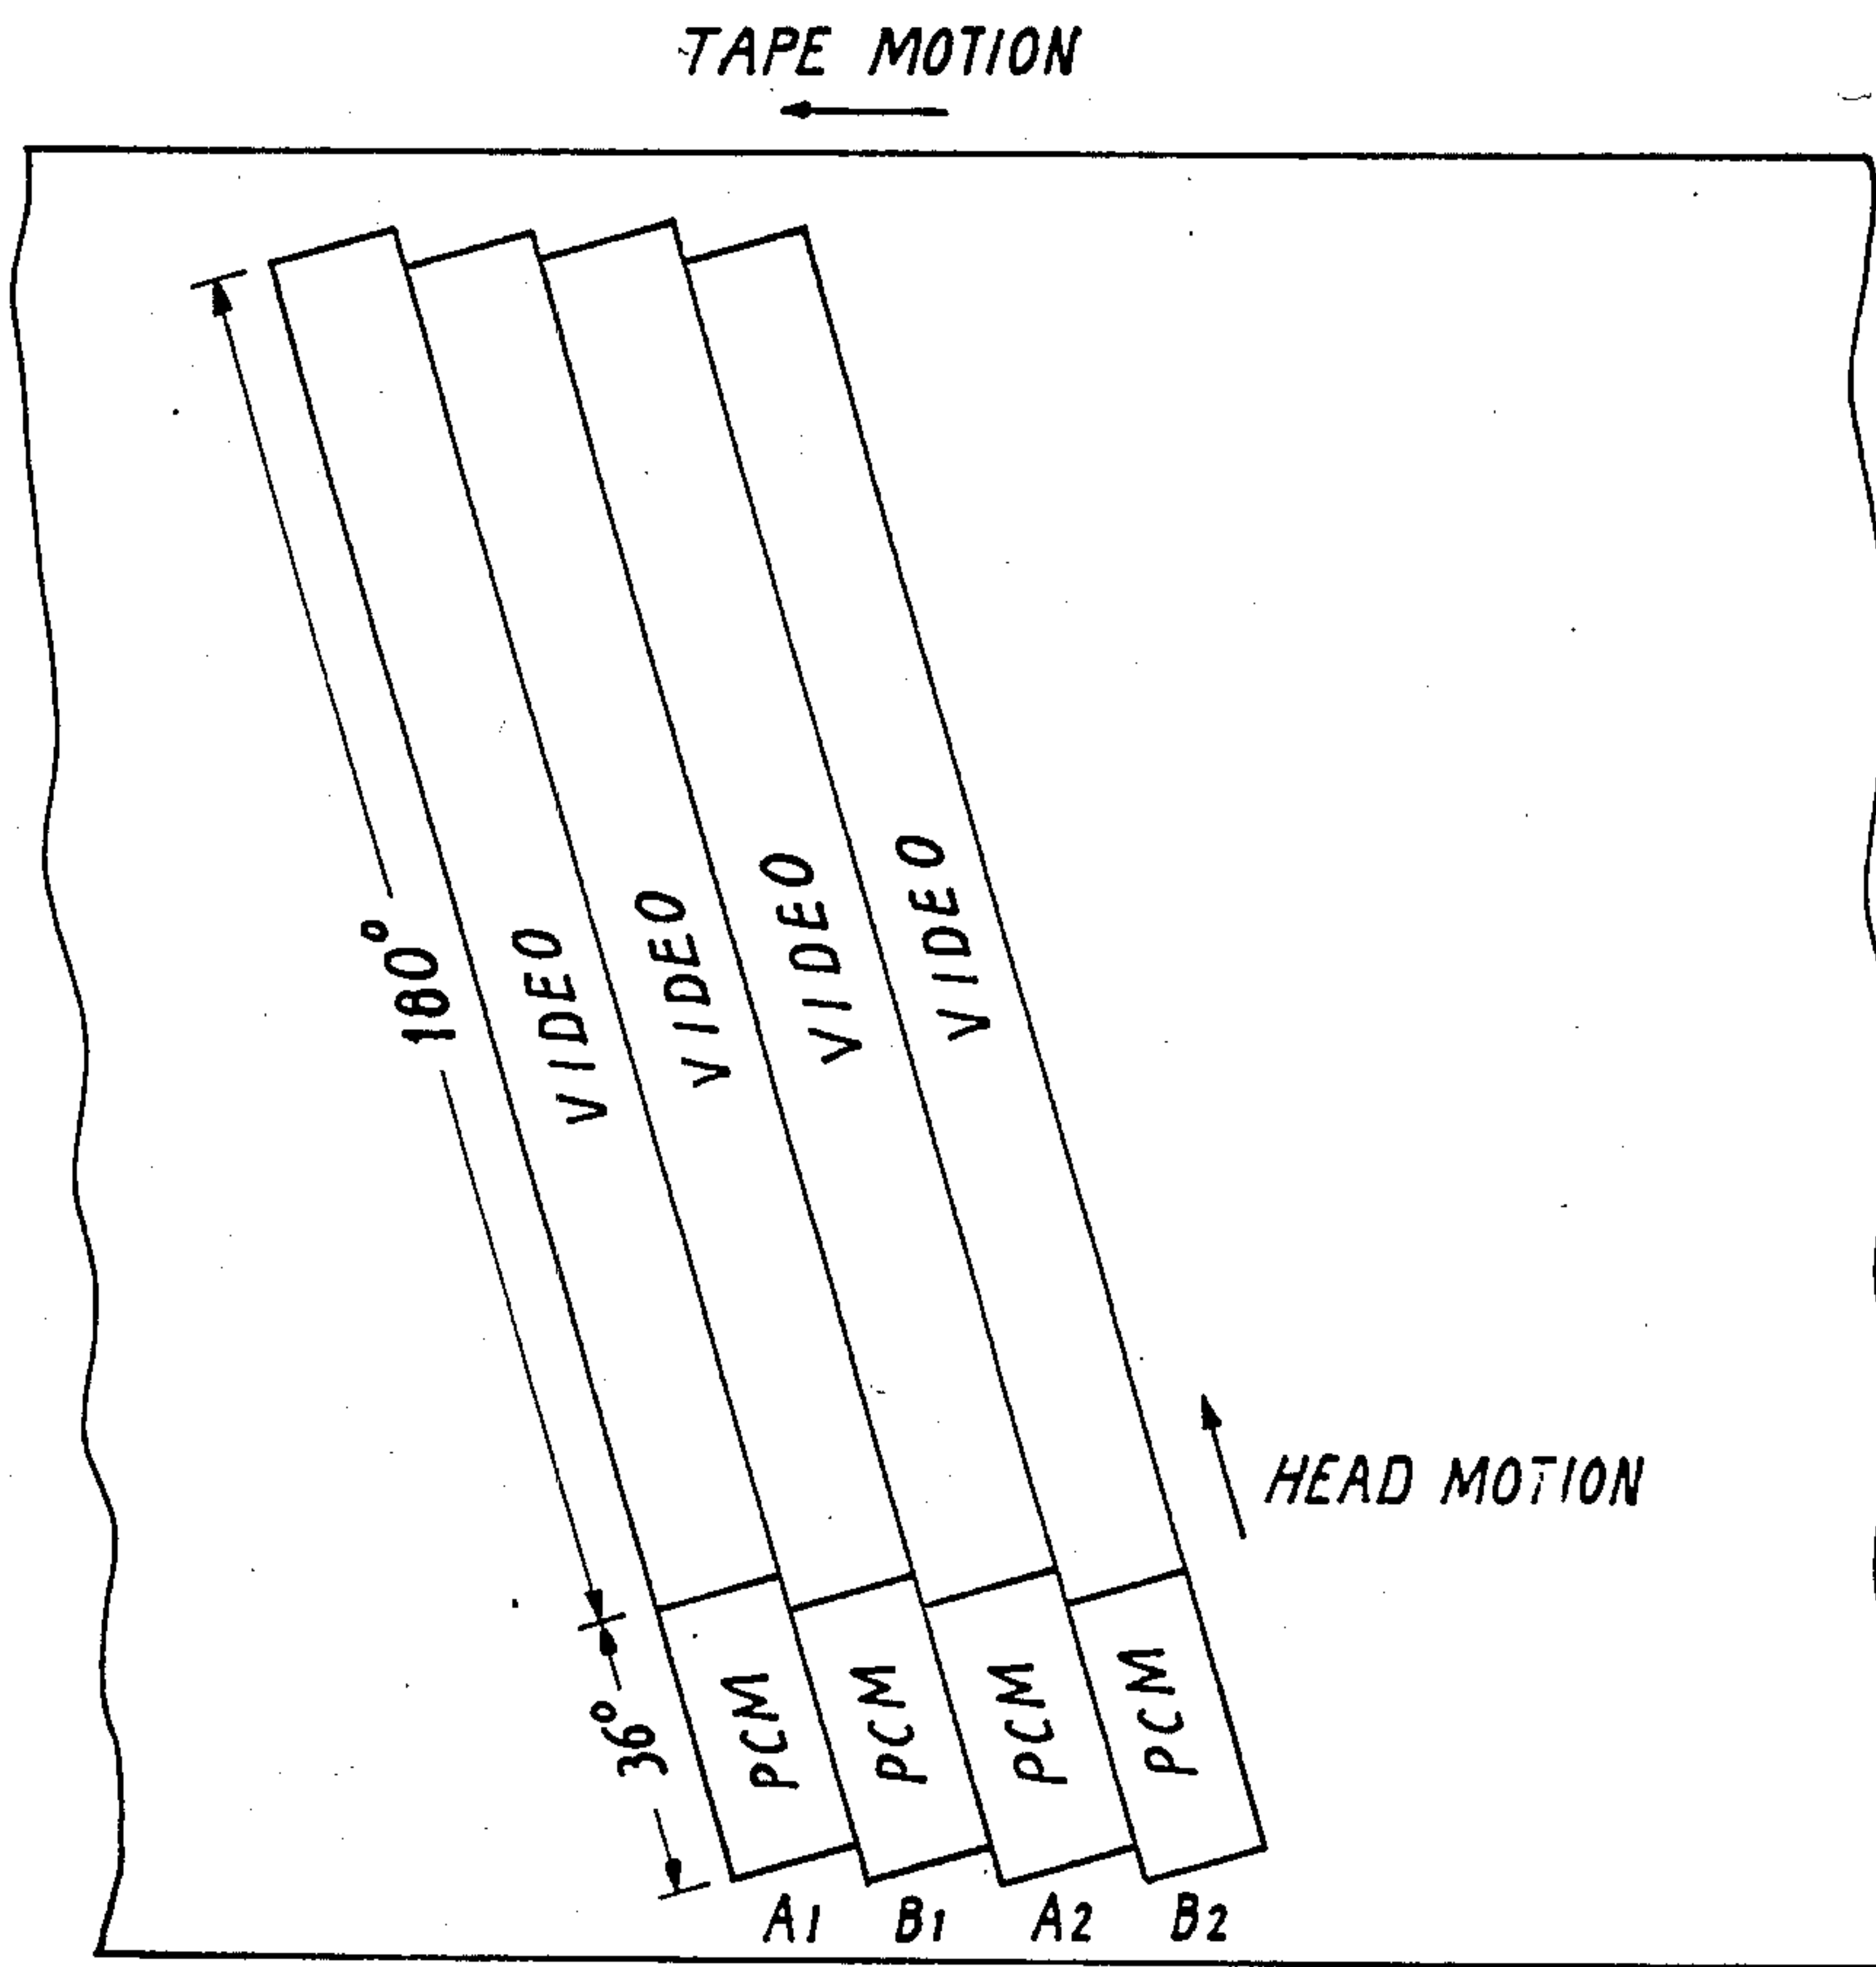 TAPE MOTION
180°
VIDEO
VIDEO
VIDEO
VIDEO
HEAD MOTION
36°
PCM
PCM
PCM
PCM
A1 B1 A2 B2